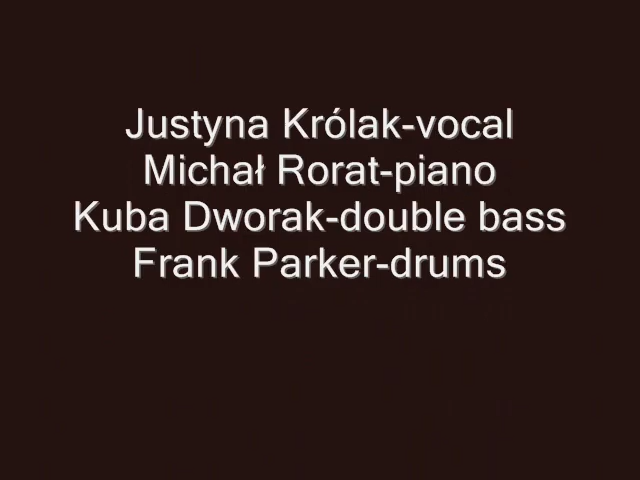 Justyna Królak-vocal
Michał Rorat-piano
Kuba Dworak-double bass
Frank Parker-drums